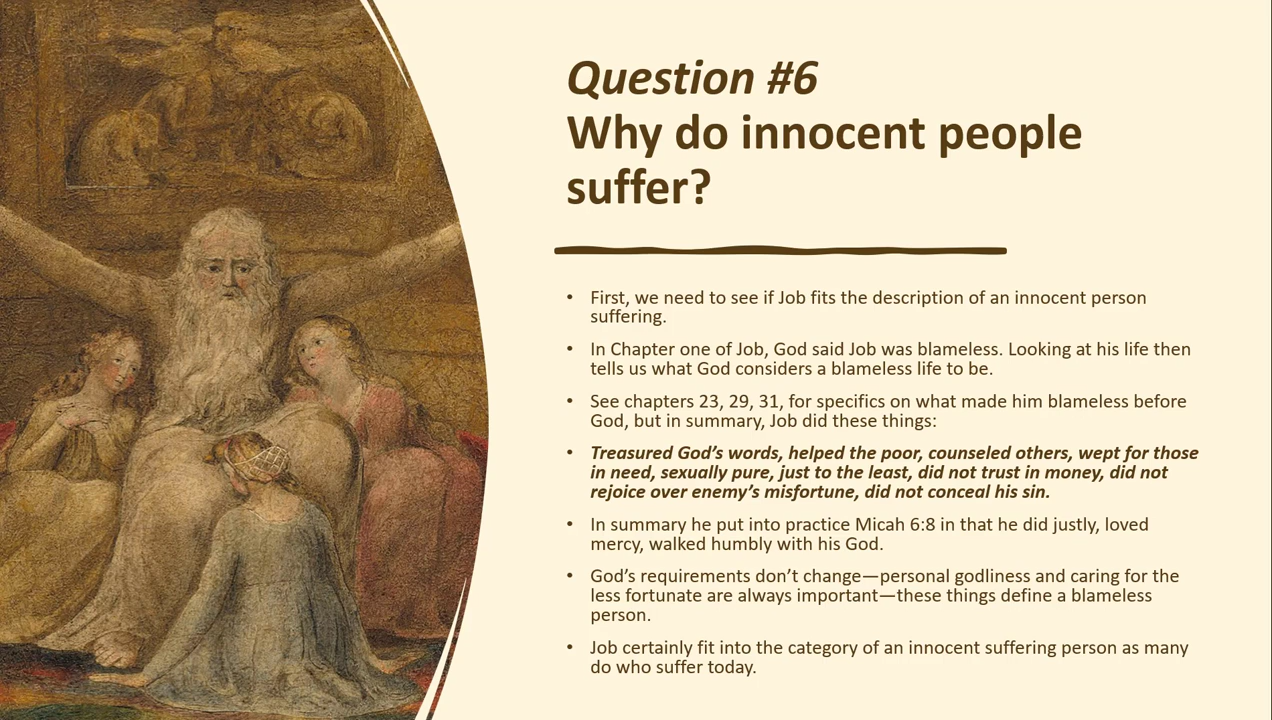 Question #6
Why do innocent people
suffer?
• First, we need to see if Job fits the description of an innocent person
suffering.
• In Chapter one of Job, God said Job was blameless. Looking at his life then
tells us what God considers a blameless life to be.
• See chapters 23, 29, 31, for specifics on what made him blameless before
God, but in summary, Job did these things:
• Treasured God’s words, helped the poor, counseled others, wept for those
in need, sexually pure, just to the least, did not trust in money, did not
rejoice over enemy’s misfortune, did not conceal his sin.
• In summary he put into practice Micah 6:8 in that he did justly, loved
mercy, walked humbly with his God.
• God’s requirements don’t change—personal godliness and caring for the
less fortunate are always important—these things define a blameless
person.
• Job certainly fit into the category of an innocent suffering person as many
do who suffer today.